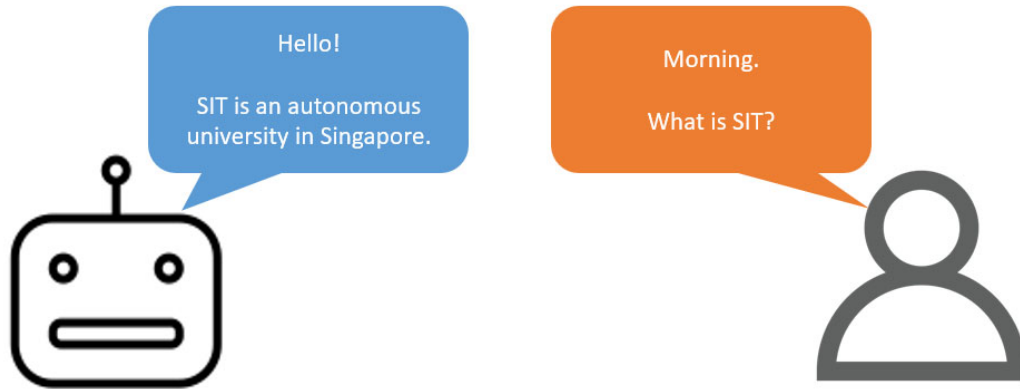 Hello!
SIT is an autonomous
university in Singapore.
Morning.
What is SIT?